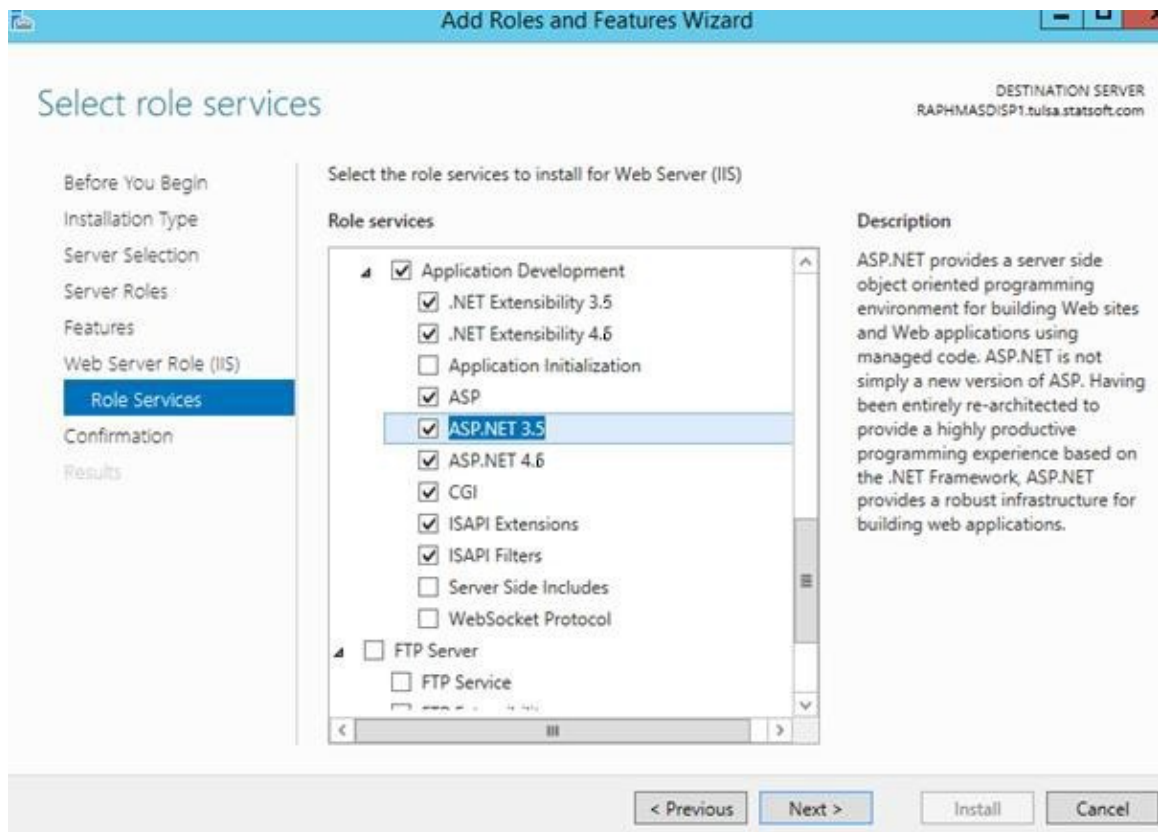 Add Roles and Features Wizard
Select role services
DESTINATION SERVER
RAPHMASDISP1.tulsa.statsoft.com
Before You Begin
Installation Type
Server Selection
Server Roles
Features
Web Server Role (IIS)
Role Services
Confirmation
Results
Select the role services to install for Web Server (IIS)
Role services
Application Development
.NET Extensibility 3.5
.NET Extensibility 4.6
Application Initialization
ASP
ASP.NET 3.5
ASP.NET 4.6
CGI
ISAPI Extensions
ISAPI Filters
Server Side Includes
WebSocket Protocol
FTP Server
FTP Service
Description
ASP.NET provides a server side
object oriented programming
environment for building Web sites
and Web applications using
managed code. ASP.NET is not
simply a new version of ASP. Having
been entirely re-architected to
provide a highly productive
programming experience based on
the .NET Framework, ASP.NET
provides a robust infrastructure for
building web applications.
< Previous
Next >
Install
Cancel